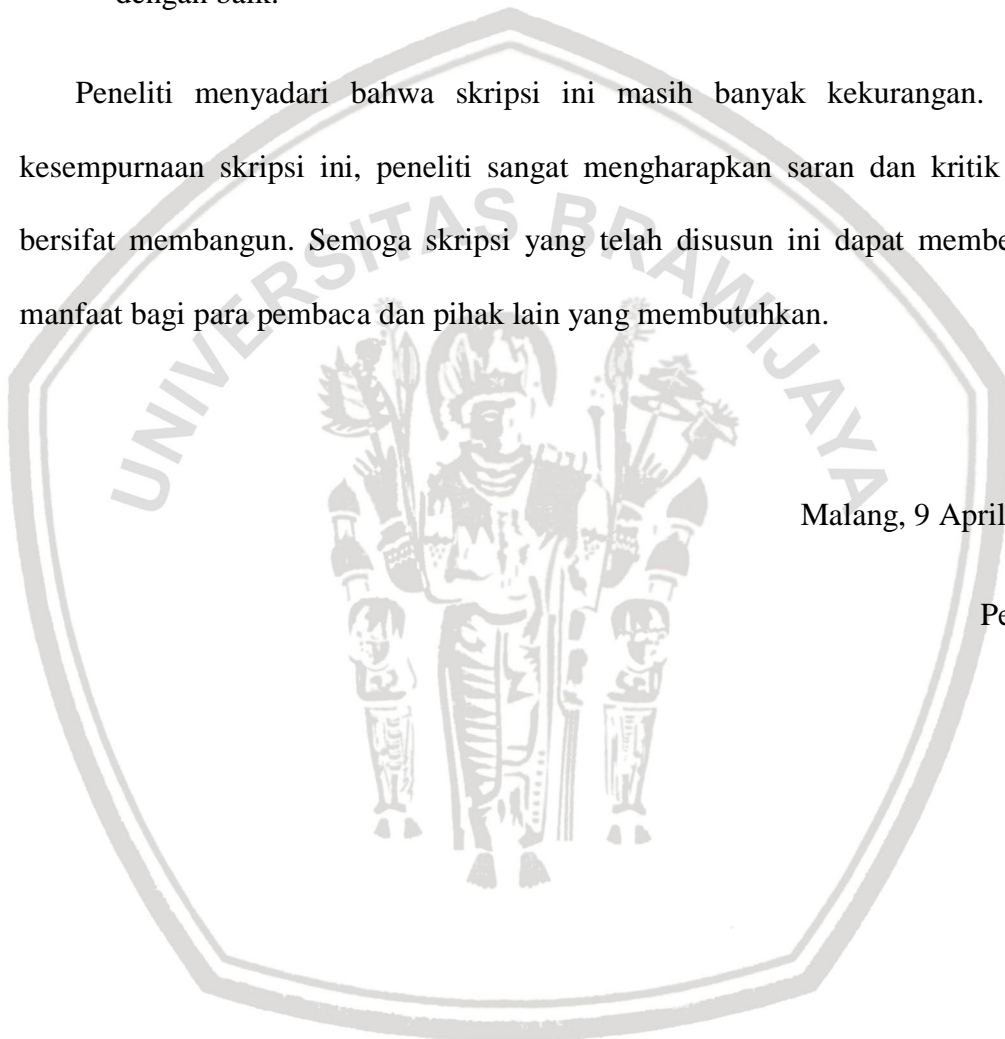 dengan baik.
Peneliti menyadari bahwa skripsi ini masih banyak kekurangan.
kesempurnaan skripsi ini, peneliti sangat mengharapkan saran dan kritik
bersifat membangun. Semoga skripsi yang telah disusun ini dapat membe
manfaat bagi para pembaca dan pihak lain yang membutuhkan.
UNIVERSITAS BRAWIJAYA
Malang, 9 April
Pe